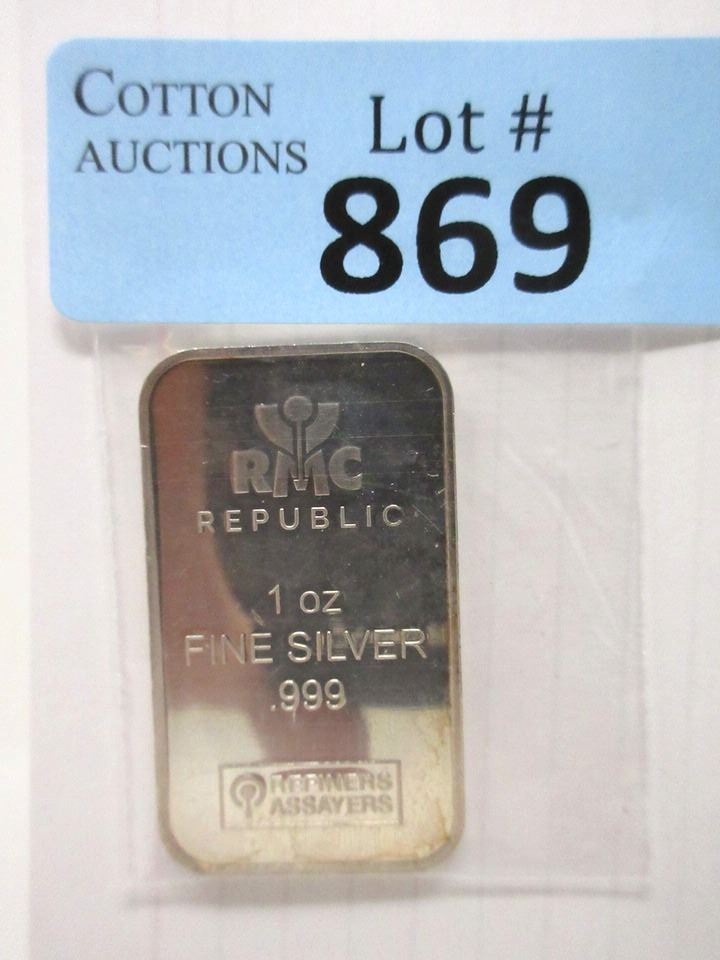 COTTON
AUCTIONS
Lot #
869
RMC
REPUBLIC
1 oz
FINE SILVER
.999
REFINERS
ASSAYERS